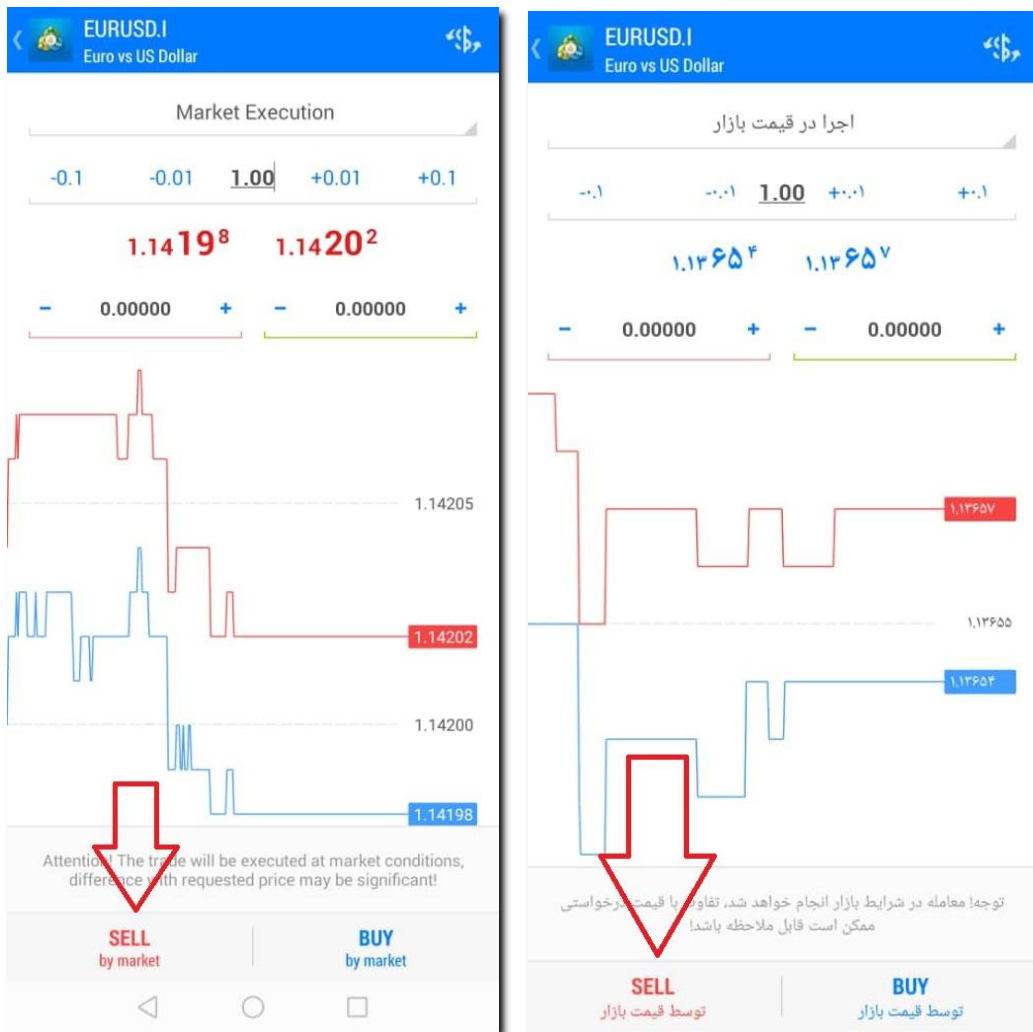 EURUSD.I
Euro vs US Dollar
Market Execution
-0.1 -0.01 1.00 +0.01 +0.1
1.14198 1.14202
− 0.00000 + − 0.00000 +
1.14205
1.14202
1.14200
1.14198
Attention! The trade will be executed at market conditions,
difference with requested price may be significant!
SELL BUY
by market by market
EURUSD.I
Euro vs US Dollar
اجرا در قیمت بازار
-۰.۱ -۰.۰۱ 1.00 +۰.۰۱ +۰.۱
۱.۱۳۶۵۴ ۱.۱۳۶۵۷
− 0.00000 + − 0.00000 +
۱.۱۳۶۵۷
۱.۱۳۶۵۵
۱.۱۳۶۵۴
توجه! معامله در شرایط بازار انجام خواهد شد، تفاوت با قیمت درخواستی
ممکن است قابل ملاحظه باشد!
SELL BUY
توسط قیمت بازار توسط قیمت بازار